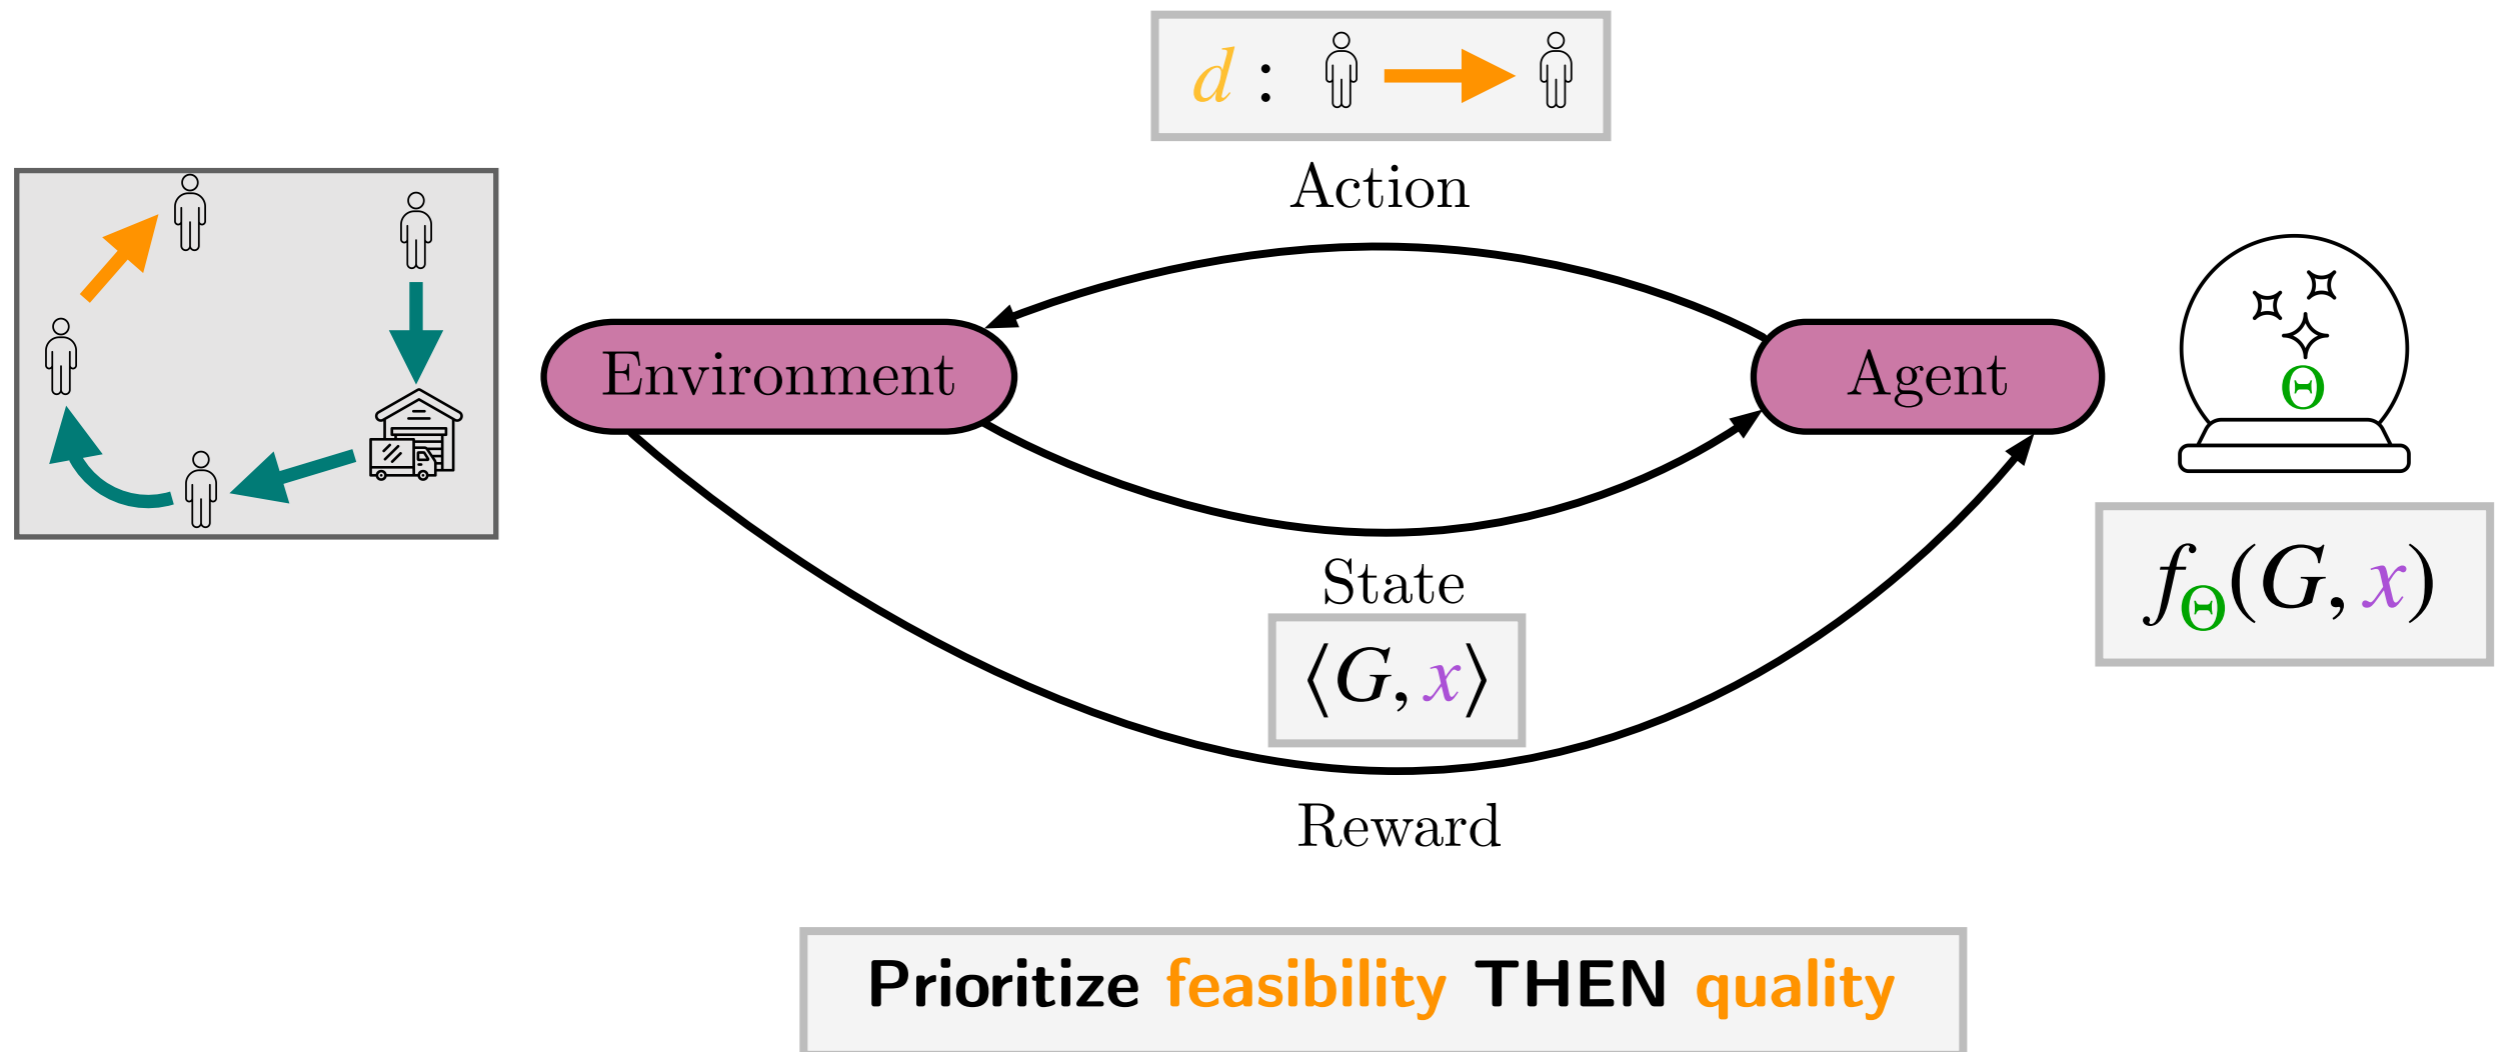 d :
Action
Environment
Agent
Θ
State
⟨G, x⟩
f_Θ(G, x)
Reward
Prioritize feasibility THEN quality